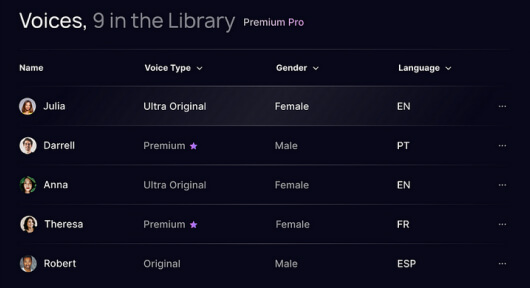 Voices, 9 in the Library Premium Pro
Name Voice Type Gender Language
Julia Ultra Original Female EN
Darrell Premium Male PT
Anna Ultra Original Female EN
Theresa Premium Female FR
Robert Original Male ESP